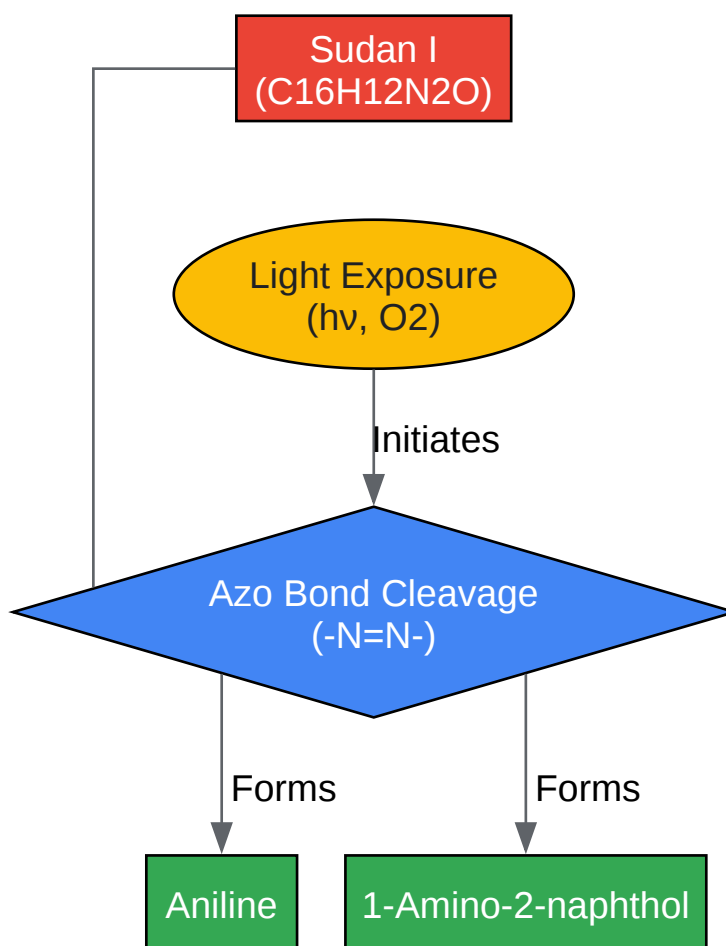 Sudan I
(C16H12N2O)
Light Exposure
(hν, O2)
Initiates
Azo Bond Cleavage
(-N=N-)
Forms
Forms
Aniline
1-Amino-2-naphthol